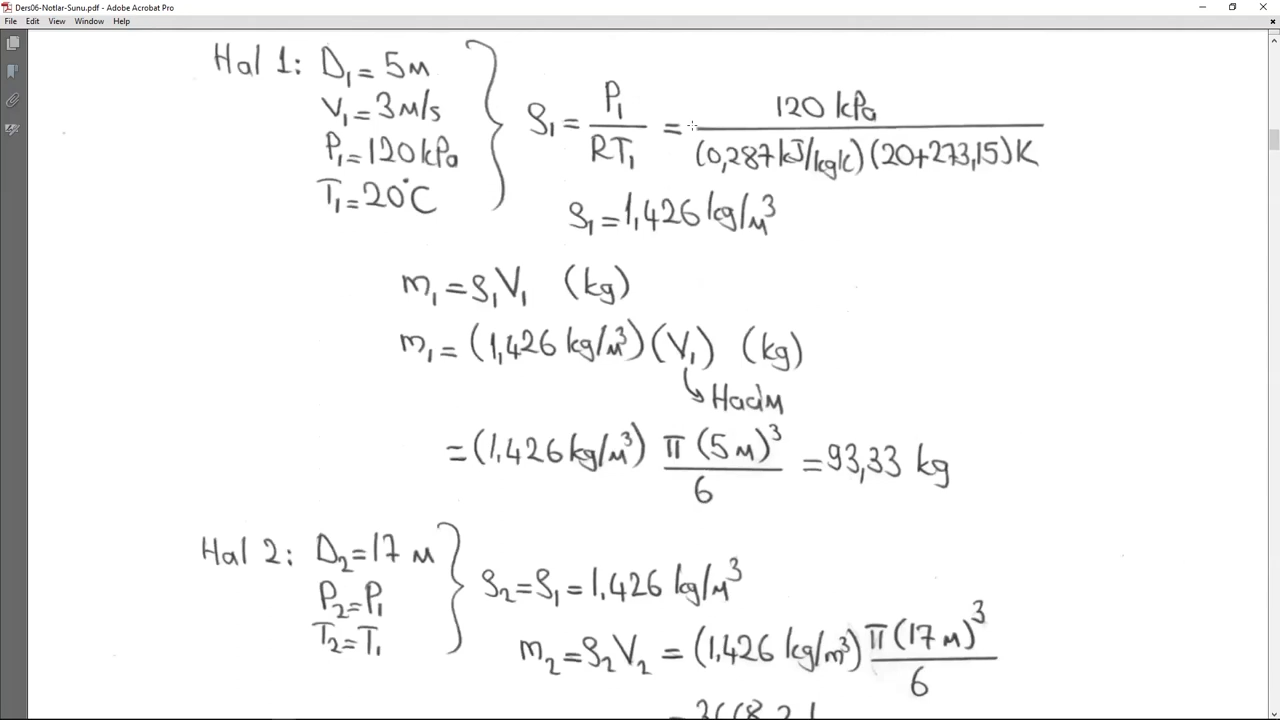 Ders06-Notlar-Sunu.pdf - Adobe Acrobat Pro
File Edit View Window Help
Hal 1: D₁ = 5m
V₁ = 3 m/s
P₁ = 120 kPa
T₁ = 20°C
ρ₁ = P₁ / RT₁ = 120 kPa / (0,287 kJ/kgK)(20+273,15)K
ρ₁ = 1,426 kg/m³
m₁ = ρ₁V₁ (kg)
m₁ = (1,426 kg/m³)(V₁) (kg)
↳ Hacim
= (1,426 kg/m³) π(5m)³ / 6 = 93,33 kg
Hal 2: D₂ = 17 m
P₂ = P₁
T₂ = T₁
ρ₂ = ρ₁ = 1,426 kg/m³
m₂ = ρ₂V₂ = (1,426 kg/m³) π(17 m)³ / 6